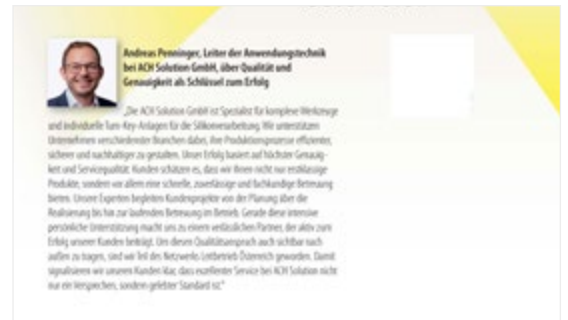 Andreas Penninger, Leiter der Anwendungstechnik
bei ACH Solution GmbH, über Qualität und
Genauigkeit als Schlüssel zum Erfolg
„Die ACH Solution GmbH ist Spezialist für komplexe Werkzeuge
und individuelle Turn-Key-Anlagen für die Silikonverarbeitung. Wir unterstützen
Unternehmen verschiedenster Branchen dabei, ihre Produktionsprozesse effizienter,
sicherer und nachhaltiger zu gestalten. Unser Erfolg basiert auf höchster Genauig-
keit und Servicequalität. Kunden schätzen es, dass wir ihnen nicht nur erstklassige
Produkte, sondern vor allem eine schnelle, zuverlässige und fachkundige Betreuung
bieten. Unsere Experten begleiten Kundenprojekte von der Planung über die
Realisierung bis hin zur laufenden Betreuung im Betrieb. Gerade diese intensive
persönliche Unterstützung macht uns zu einem verlässlichen Partner, der aktiv zum
Erfolg unserer Kunden beiträgt. Um diesen Qualitätsanspruch auch sichtbar nach
außen zu tragen, sind wir Teil des Netzwerks Leitbetrieb Österreich geworden. Damit
signalisieren wir unseren Kunden klar, dass exzellenter Service bei ACH Solution nicht
nur ein Versprechen, sondern gelebter Standard ist.“